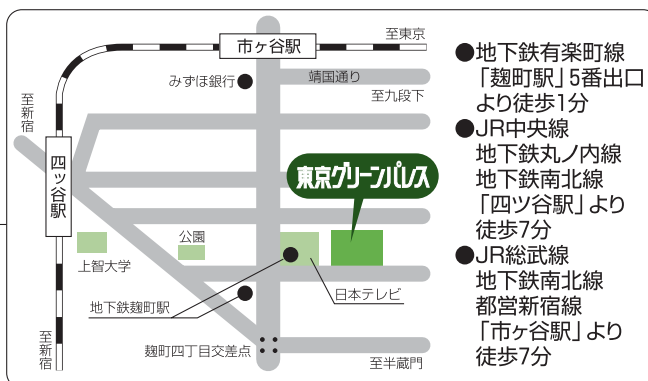 市ヶ谷駅
至東京
みずほ銀行
靖国通り
至九段下
至新宿
四ッ谷駅
東京グリーンパレス
上智大学
公園
日本テレビ
地下鉄麹町駅
至新宿
麹町四丁目交差点
至半蔵門
●地下鉄有楽町線
「麹町駅」5番出口
より徒歩1分
●JR中央線
地下鉄丸ノ内線
地下鉄南北線
「四ツ谷駅」より
徒歩7分
●JR総武線
地下鉄南北線
都営新宿線
「市ヶ谷駅」より
徒歩7分